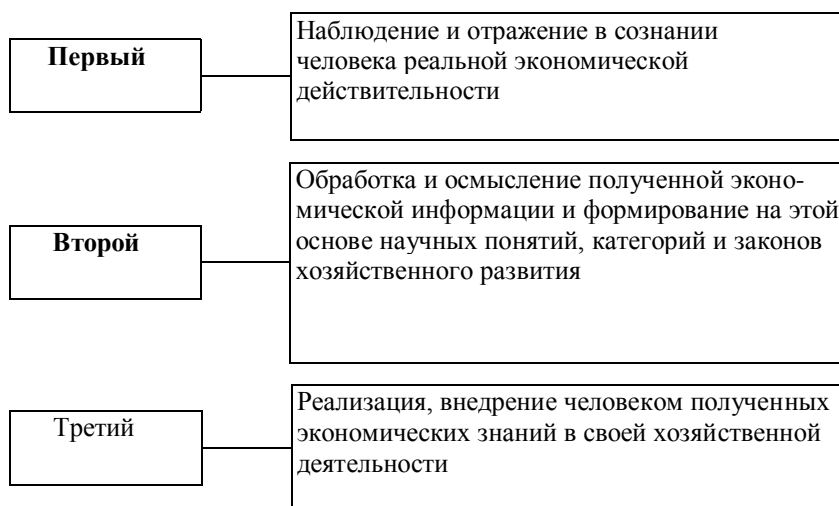 Первый
Наблюдение и отражение в сознании
человека реальной экономической
действительности
Второй
Обработка и осмысление полученной эконо-
мической информации и формирование на этой
основе научных понятий, категорий и законов
хозяйственного развития
Третий
Реализация, внедрение человеком полученных
экономических знаний в своей хозяйственной
деятельности